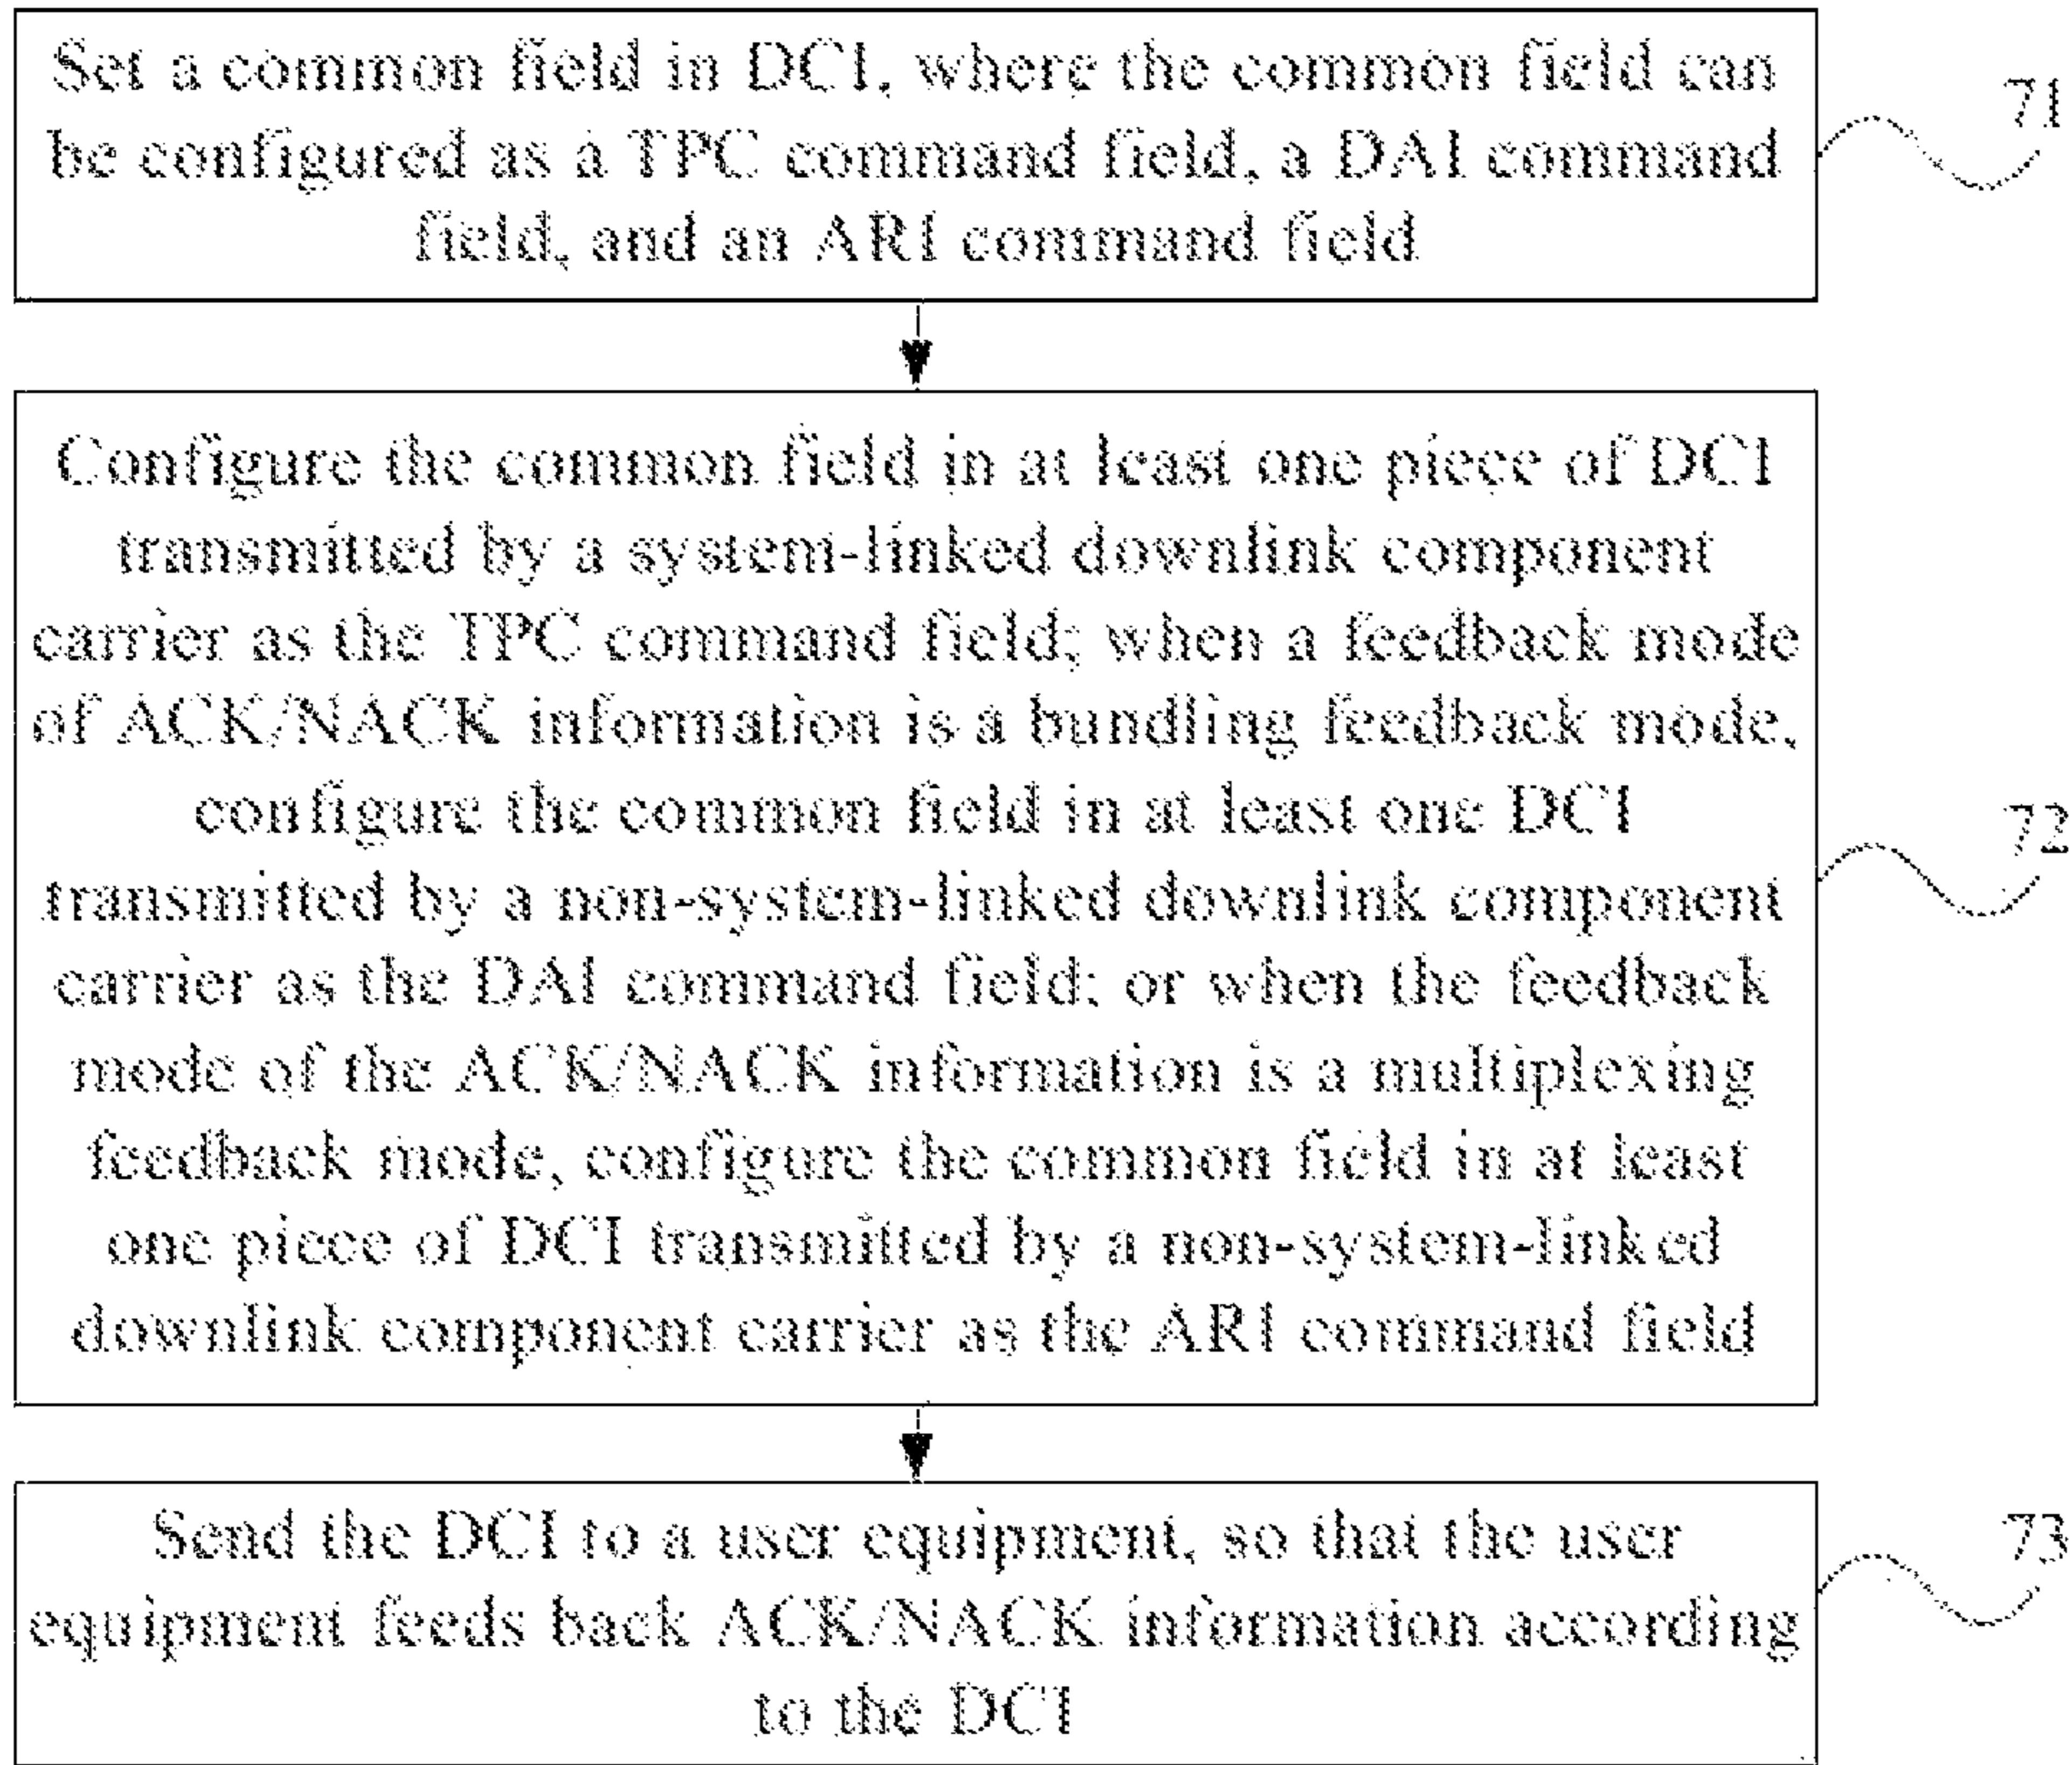 Set a common field in DCI, where the common field can
be configured as a TPC command field, a DAI command
field, and an ARI command field
71
Configure the common field in at least one piece of DCI
transmitted by a system-linked downlink component
carrier as the TPC command field; when a feedback mode
of ACK/NACK information is a bundling feedback mode,
configure the common field in at least one DCI
transmitted by a non-system-linked downlink component
carrier as the DAI command field; or when the feedback
mode of the ACK/NACK information is a multiplexing
feedback mode, configure the common field in at least
one piece of DCI transmitted by a non-system-linked
downlink component carrier as the ARI command field
72
Send the DCI to a user equipment, so that the user
equipment feeds back ACK/NACK information according
to the DCI
73